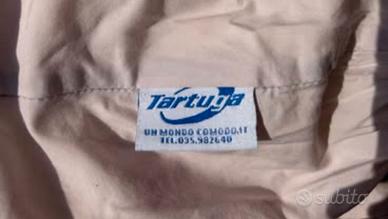 Tartuga
UN MONDO COMODO.IT
TEL.035.982640
subito